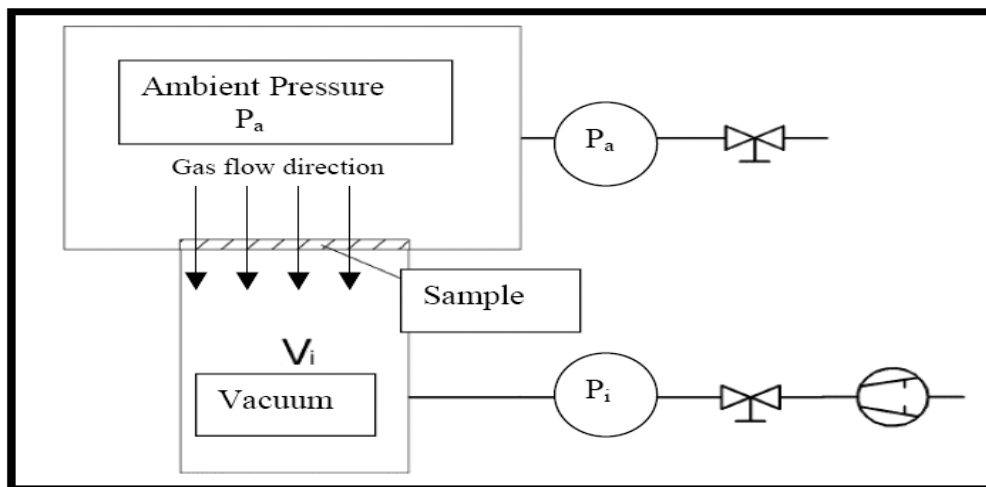 Ambient Pressure
Pₐ
Pₐ
Gas flow direction
Sample
Vᵢ
Vacuum
Pᵢ